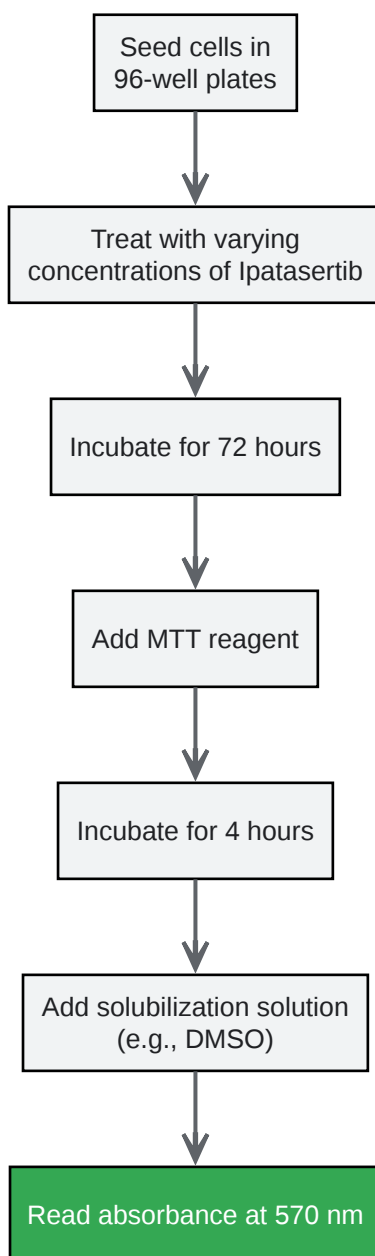 Seed cells in
96-well plates
Treat with varying
concentrations of Ipatasertib
Incubate for 72 hours
Add MTT reagent
Incubate for 4 hours
Add solubilization solution
(e.g., DMSO)
Read absorbance at 570 nm